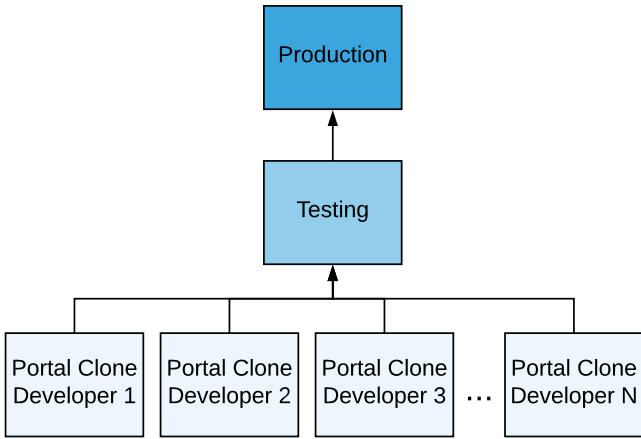 Production
Testing
Portal Clone
Developer 1
Portal Clone
Developer 2
Portal Clone
Developer 3
...
Portal Clone
Developer N